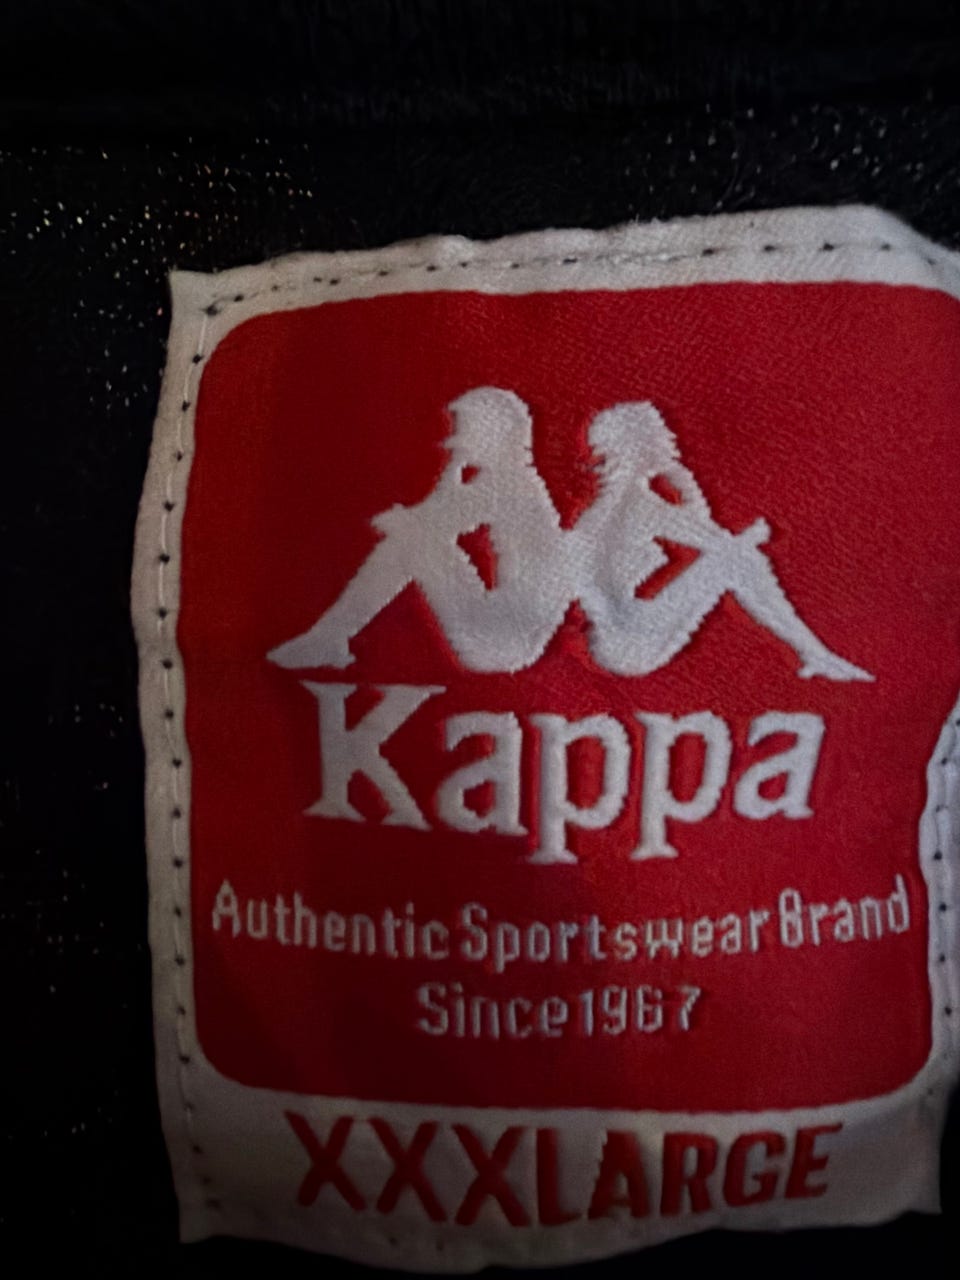 Kappa
Authentic Sportswear Brand
Since 1967
XXXLARGE